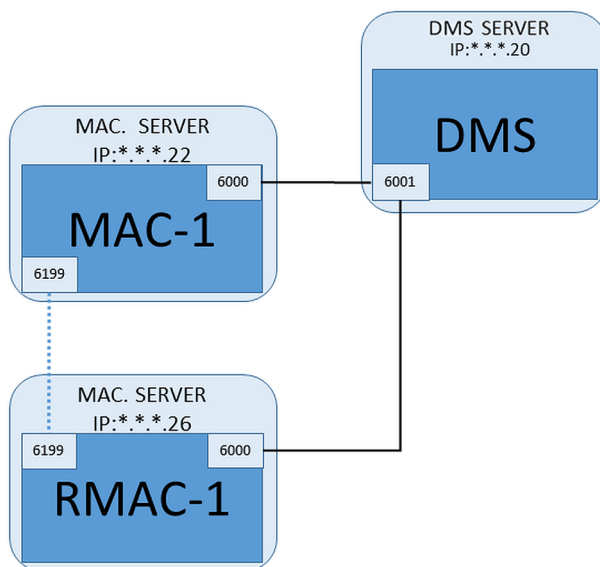 DMS SERVER
IP:*.*.*.20
DMS
6001
MAC. SERVER
IP:*.*.*.22
6000
MAC-1
6199
MAC. SERVER
IP:*.*.*.26
6199
6000
RMAC-1